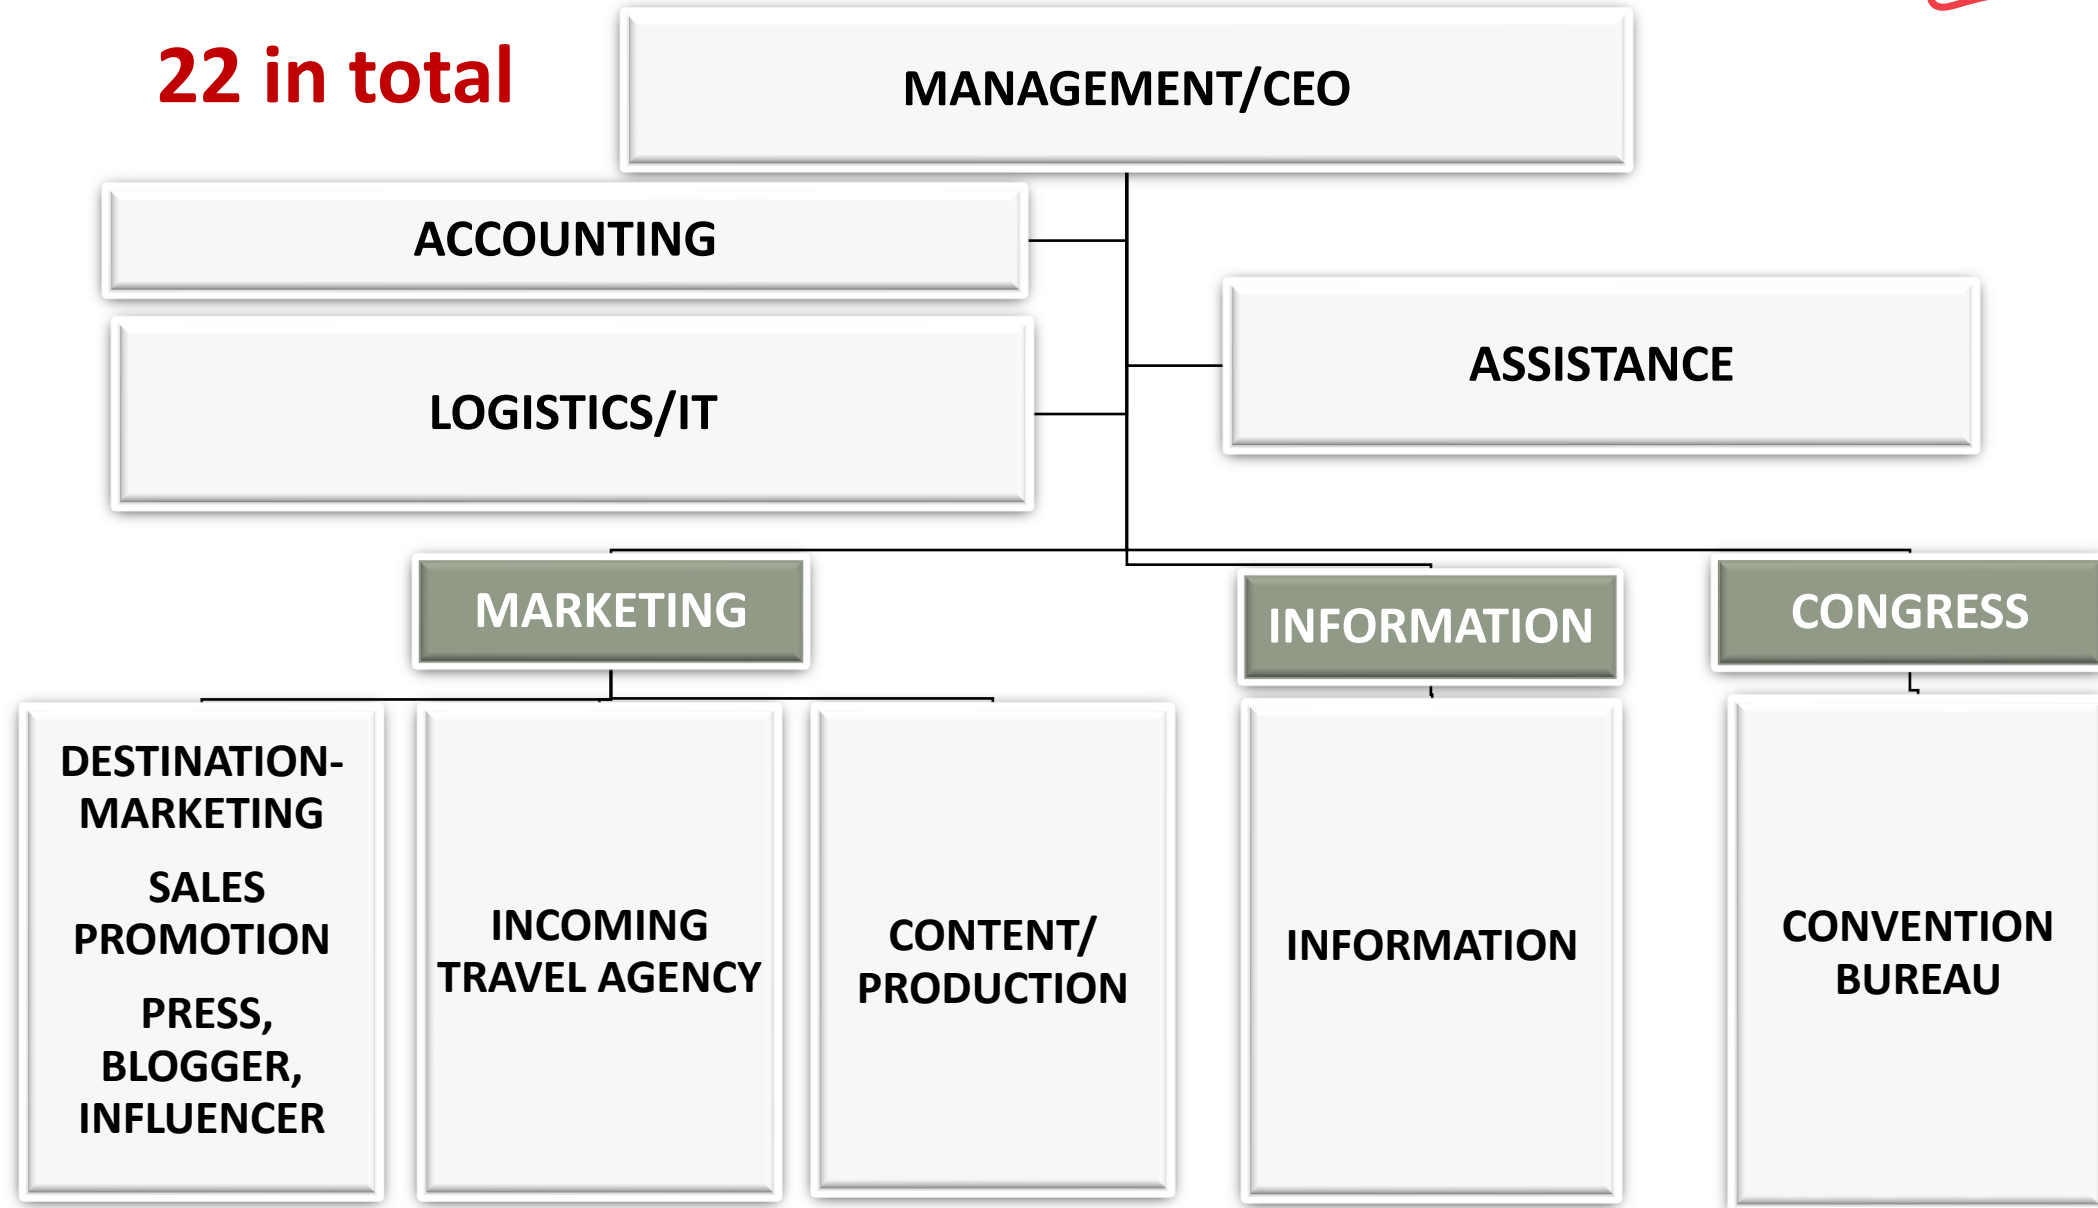 22 in total
MANAGEMENT/CEO
ACCOUNTING
ASSISTANCE
LOGISTICS/IT
MARKETING
INFORMATION
CONGRESS
DESTINATION-
MARKETING
SALES
PROMOTION
PRESS,
BLOGGER,
INFLUENCER
INCOMING
TRAVEL AGENCY
CONTENT/
PRODUCTION
INFORMATION
CONVENTION
BUREAU